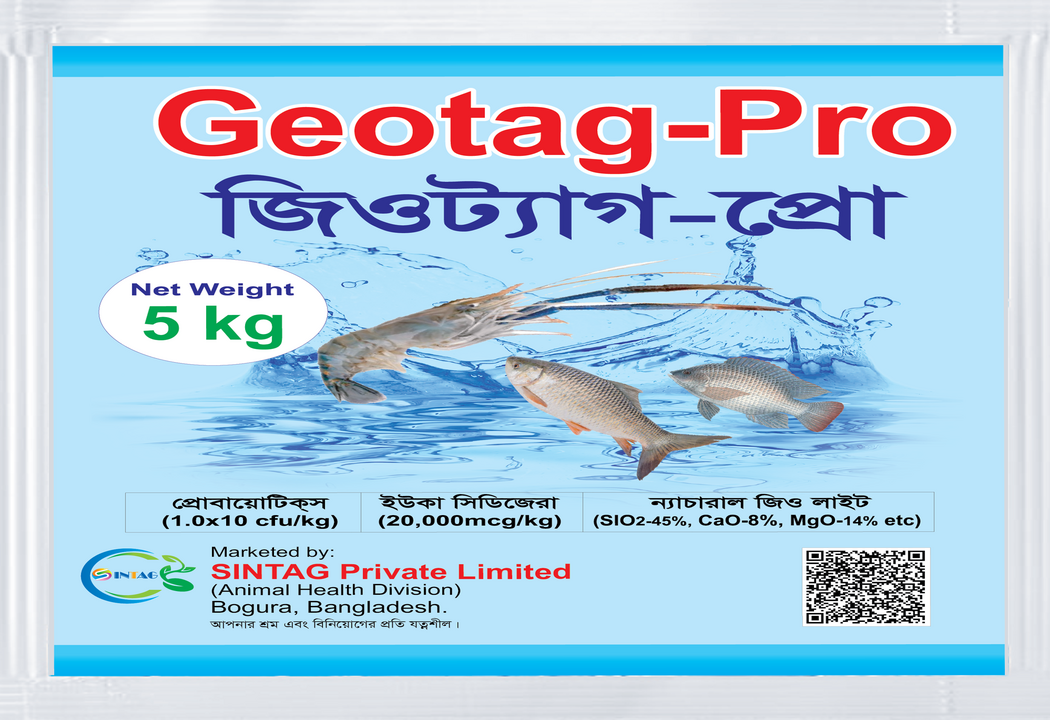 Geotag-Pro
জিওট্যাগ-প্রো
Net Weight
5 kg
প্রোবায়োটিক্স
(1.0x10 cfu/kg)
ইউকা সিডিজেরা
(20,000mcg/kg)
ন্যাচারাল জিও লাইট
(SIO2-45%, CaO-8%, MgO-14% etc)
SINTAG
Marketed by:
SINTAG Private Limited
(Animal Health Division)
Bogura, Bangladesh.
আপনার শ্রম এবং বিনিয়োগের প্রতি যত্নশীল।